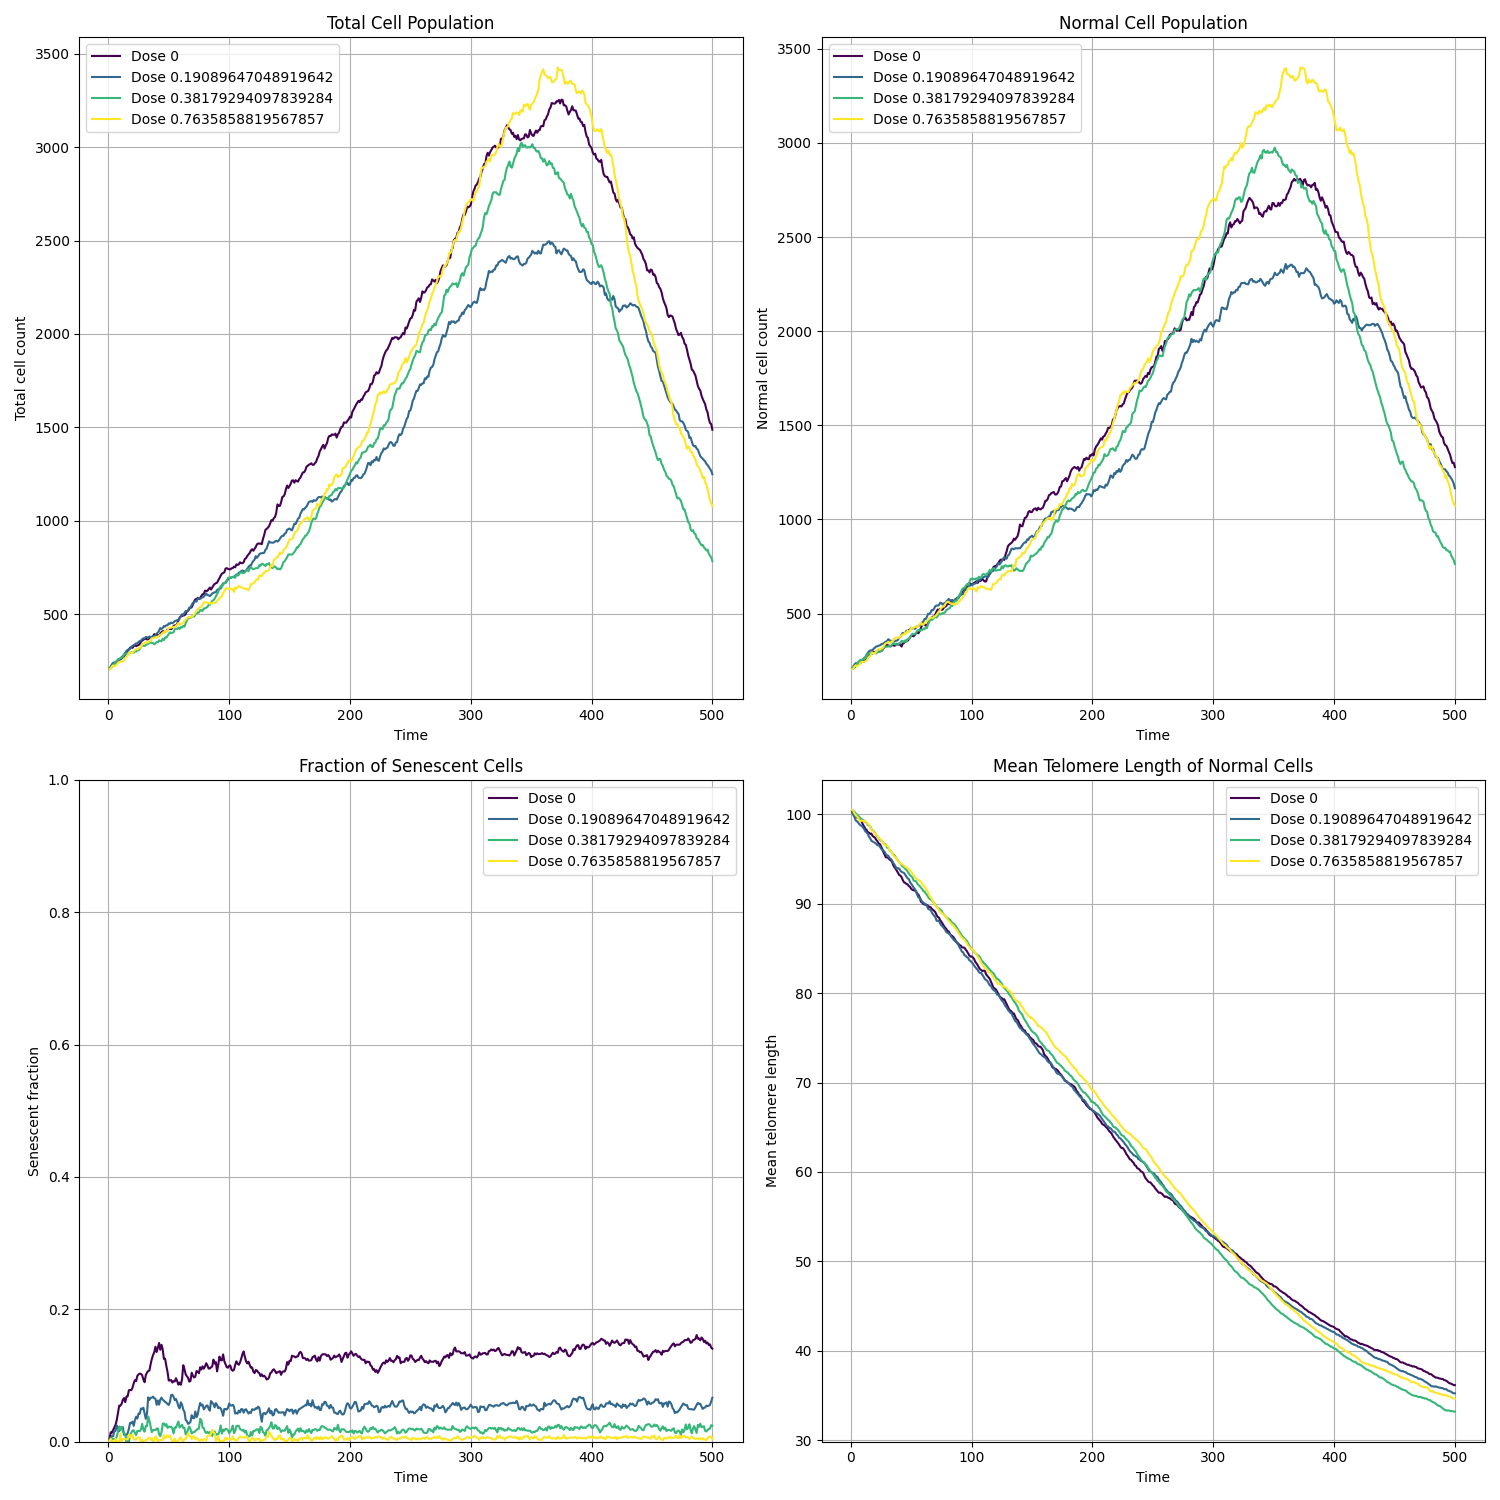 Total Cell Population
Dose 0
Dose 0.19089647048919642
Dose 0.38179294097839284
Dose 0.7635858819567857
3500
3000
2500
2000
1500
1000
500
0 100 200 300 400 500
Time
Total cell count
Normal Cell Population
Dose 0
Dose 0.19089647048919642
Dose 0.38179294097839284
Dose 0.7635858819567857
3500
3000
2500
2000
1500
1000
500
0 100 200 300 400 500
Time
Normal cell count
Fraction of Senescent Cells
Dose 0
Dose 0.19089647048919642
Dose 0.38179294097839284
Dose 0.7635858819567857
1.0
0.8
0.6
0.4
0.2
0.0
0 100 200 300 400 500
Time
Senescent fraction
Mean Telomere Length of Normal Cells
Dose 0
Dose 0.19089647048919642
Dose 0.38179294097839284
Dose 0.7635858819567857
100
90
80
70
60
50
40
30
0 100 200 300 400 500
Time
Mean telomere length